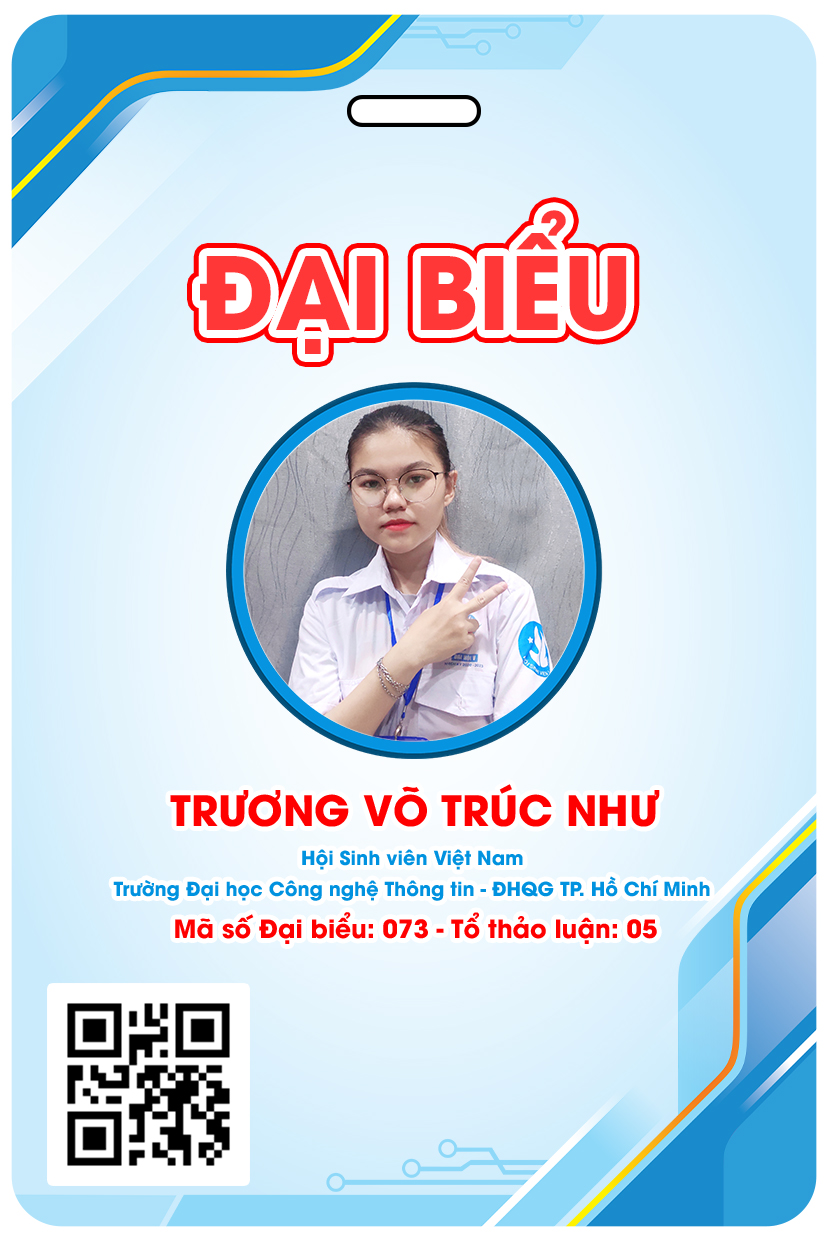 ĐẠI BIỂU
TRƯƠNG VÕ TRÚC NHƯ
Hội Sinh viên Việt Nam
Trường Đại học Công nghệ Thông tin - ĐHQG TP. Hồ Chí Minh
Mã số Đại biểu: 073 - Tổ thảo luận: 05